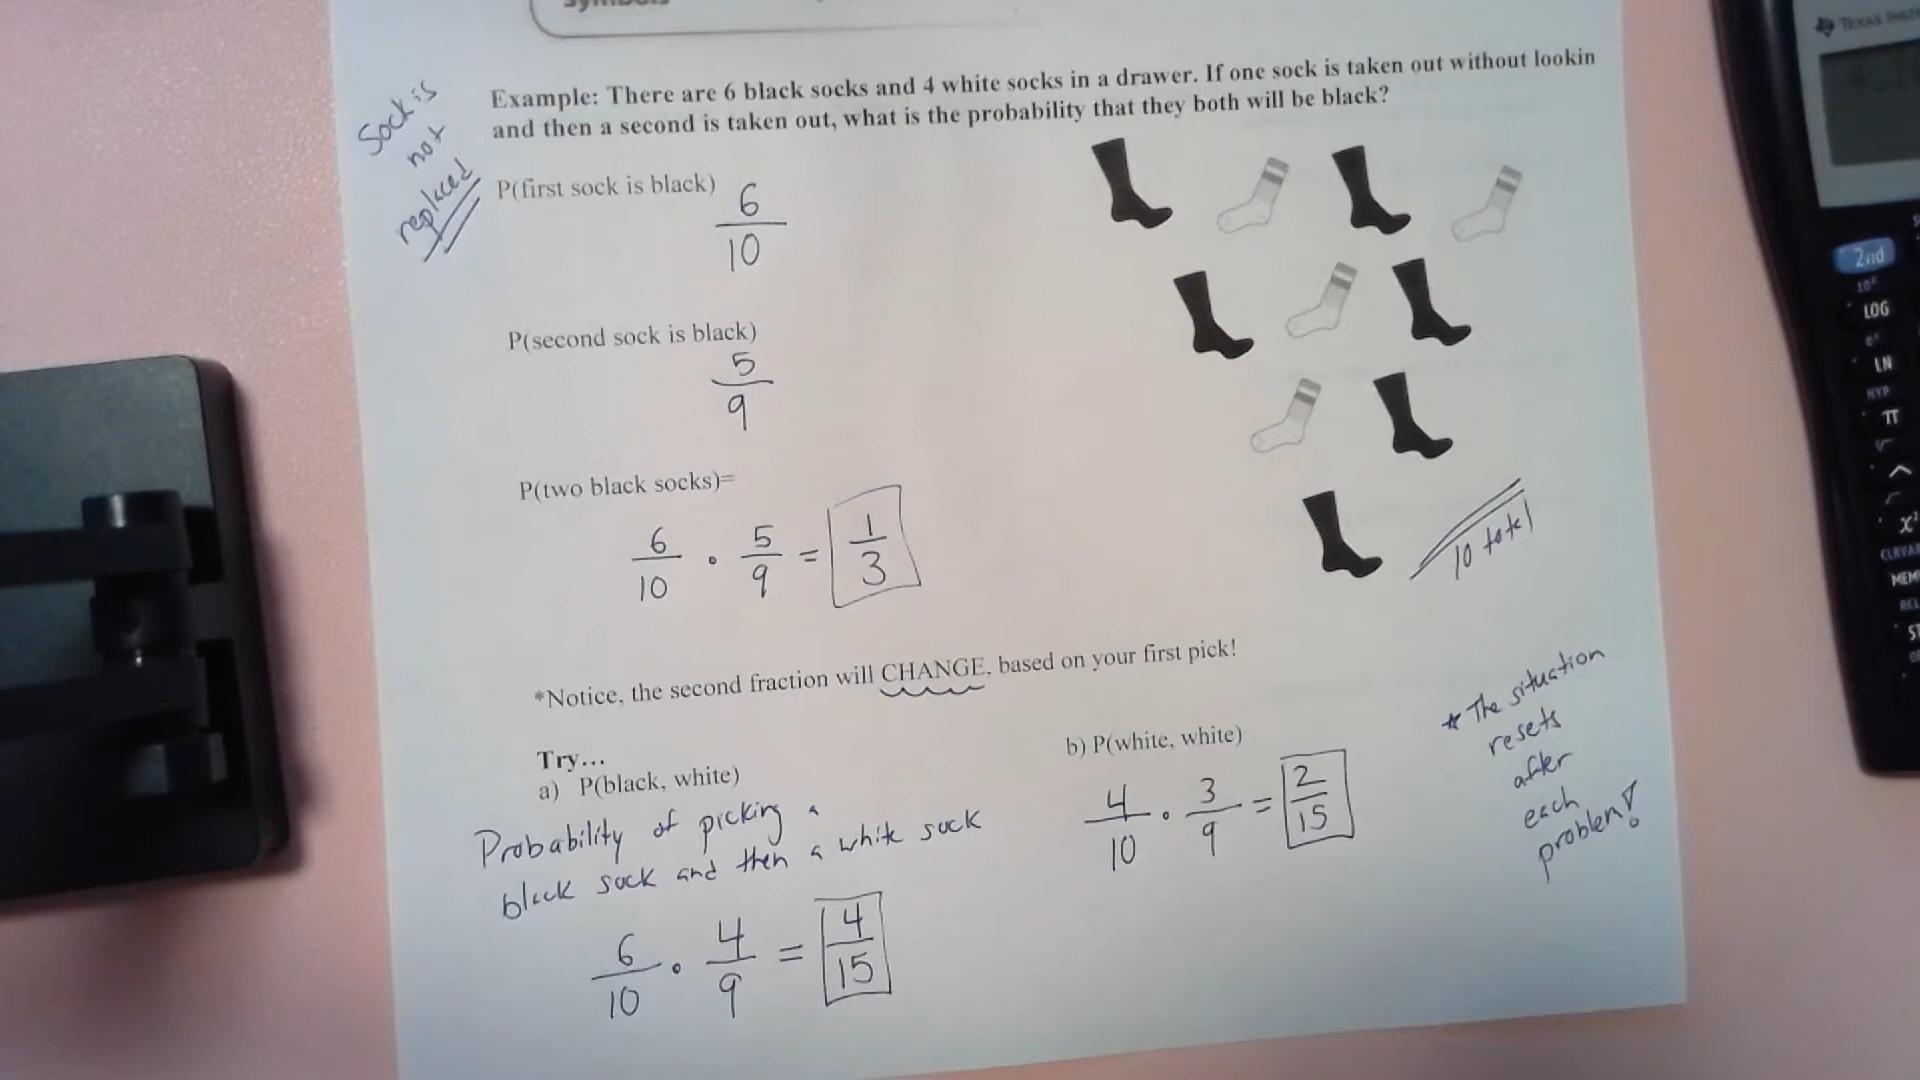 symbols
Example: There are 6 black socks and 4 white socks in a drawer. If one sock is taken out without lookin
and then a second is taken out, what is the probability that they both will be black?
Sock is
not
replaced
P(first sock is black)
6
10
P(second sock is black)
5
9
P(two black socks)=
6/10 · 5/9 = 1/3
10 total
*Notice, the second fraction will CHANGE, based on your first pick!
Try...
a) P(black, white)
Probability of picking a
black sock and then a white sock
6/10 · 4/9 = 4/15
b) P(white, white)
4/10 · 3/9 = 2/15
* The situation
resets
after
each
problem!
2nd
LOG
LN
HYP
π
^
MEM
RCL